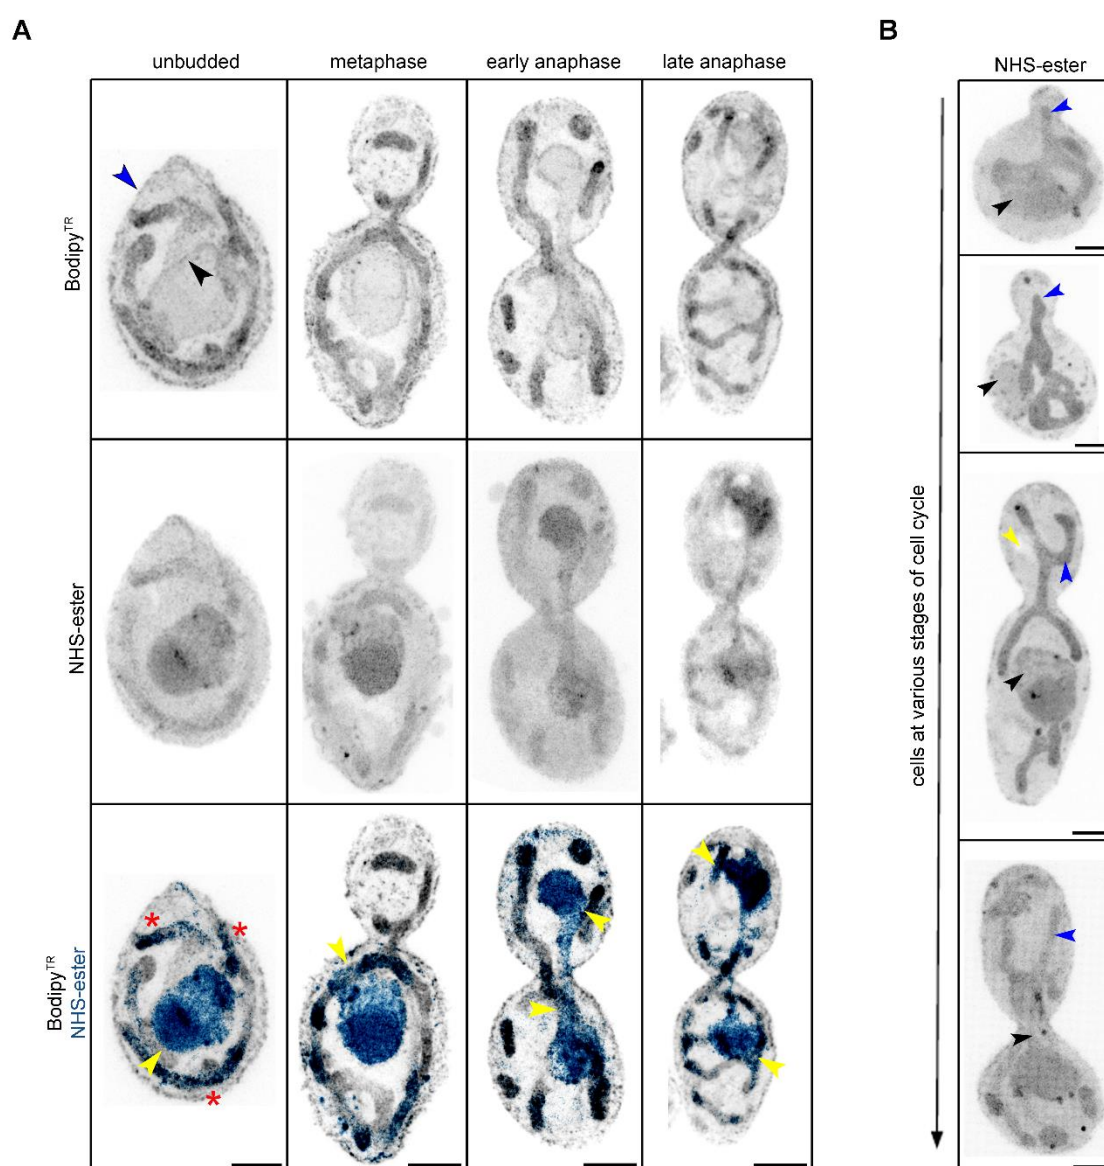 A
B
unbudded
metaphase
early anaphase
late anaphase
NHS-ester
Bodipy^TR
NHS-ester
Bodipy^TR
NHS-ester
cells at various stages of cell cycle
*
*
*